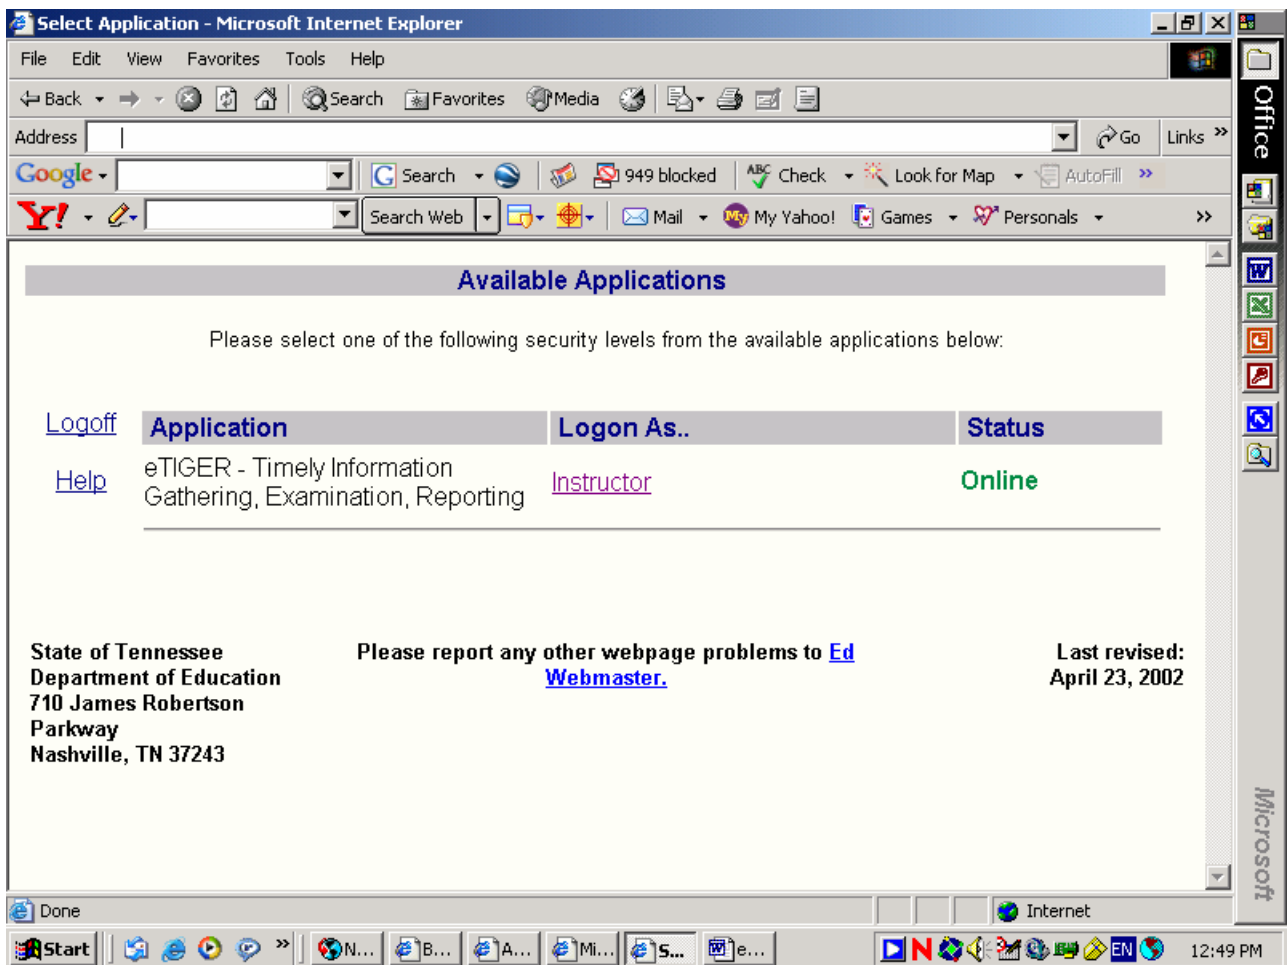 Select Application - Microsoft Internet Explorer
File Edit View Favorites Tools Help
Back Search Favorites Media
Address Go Links »
Google Search 949 blocked ABC Check Look for Map AutoFill »
Y! Search Web Mail My My Yahoo! Games Personals »
Available Applications
Please select one of the following security levels from the available applications below:
Logoff Application Logon As.. Status
Help eTIGER - Timely Information Gathering, Examination, Reporting Instructor Online
State of Tennessee
Department of Education
710 James Robertson
Parkway
Nashville, TN 37243
Please report any other webpage problems to Ed
Webmaster.
Last revised:
April 23, 2002
Done Internet
Start » N... B... A... Mi... S... e... N EN 12:49 PM
Office
Microsoft